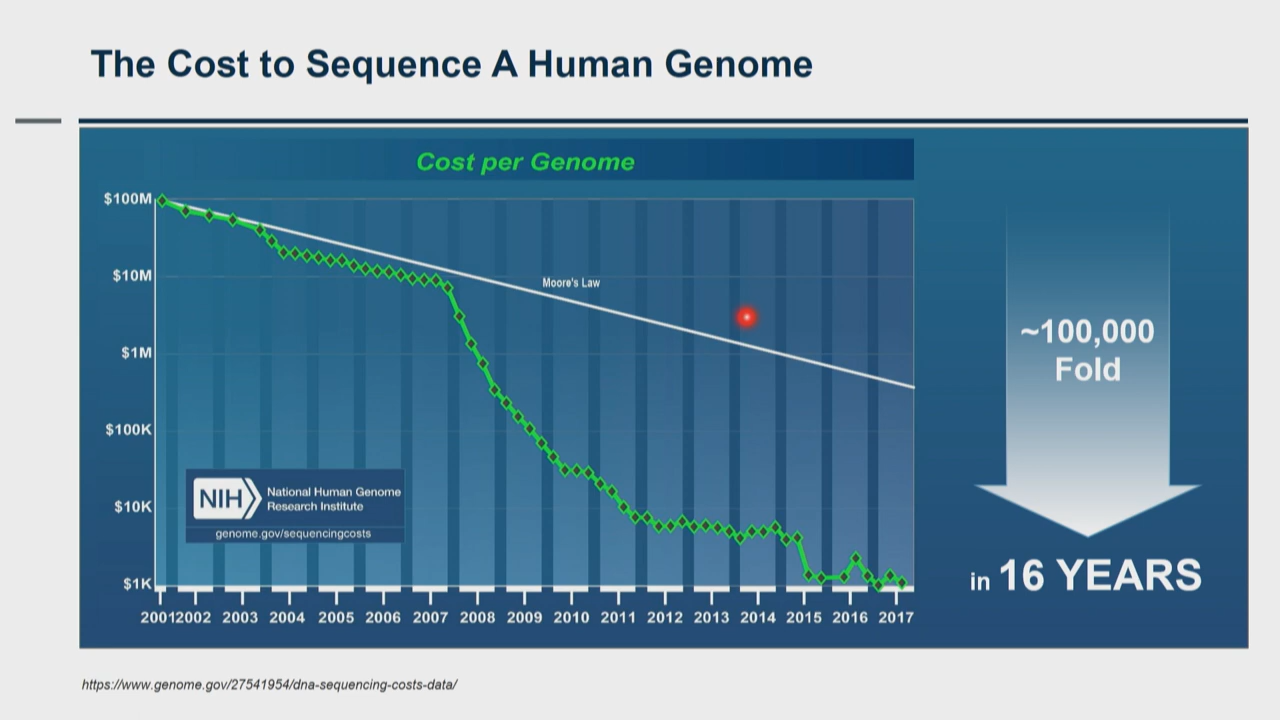 The Cost to Sequence A Human Genome
Cost per Genome
$100M
$10M
$1M
$100K
$10K
$1K
Moore's Law
NIH
National Human Genome
Research Institute
genome.gov/sequencingcosts
2001 2002 2003 2004 2005 2006 2007 2008 2009 2010 2011 2012 2013 2014 2015 2016 2017
~100,000
Fold
in 16 YEARS
https://www.genome.gov/27541954/dna-sequencing-costs-data/